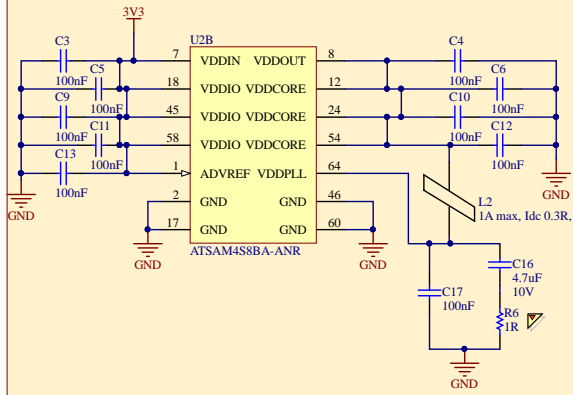 3V3
U2B
C3
100nF
C5
100nF
C9
100nF
C11
100nF
C13
100nF
GND
7 VDDIN VDDOUT 8
18 VDDIO VDDCORE 12
45 VDDIO VDDCORE 24
58 VDDIO VDDCORE 54
1 ADVREF VDDPLL 64
2 GND GND 46
17 GND GND 60
ATSAM4S8BA-ANR
GND
GND
C4
100nF
C6
100nF
C10
100nF
C12
100nF
GND
L2
1A max, Idc 0.3R,
C16
4.7uF
10V
C17
100nF
R6
1R
GND